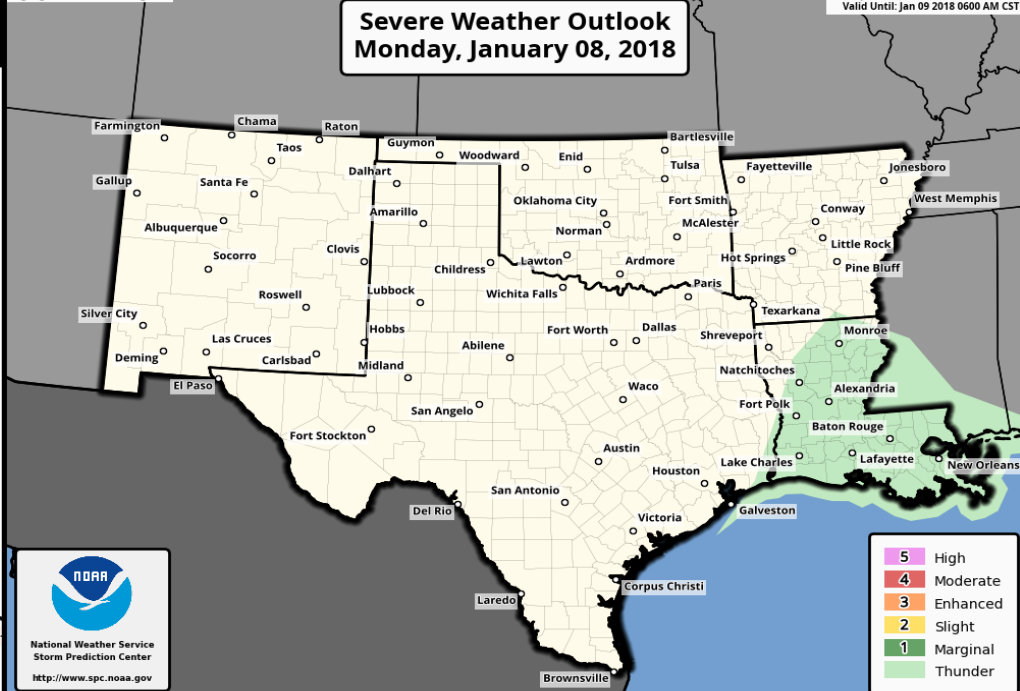 Valid Until: Jan 09 2018 0600 AM CST
Severe Weather Outlook
Monday, January 08, 2018
Farmington
Chama
Raton
Taos
Guymon
Woodward
Enid
Bartlesville
Tulsa
Fayetteville
Jonesboro
Dalhart
Gallup
Santa Fe
Oklahoma City
Fort Smith
West Memphis
Amarillo
Conway
Albuquerque
Norman
McAlester
Little Rock
Clovis
Socorro
Childress
Lawton
Ardmore
Hot Springs
Pine Bluff
Lubbock
Roswell
Wichita Falls
Paris
Silver City
Texarkana
Hobbs
Las Cruces
Fort Worth
Dallas
Shreveport
Monroe
Deming
Carlsbad
Midland
Abilene
Natchitoches
El Paso
Waco
Alexandria
San Angelo
Fort Polk
Fort Stockton
Baton Rouge
Austin
Lake Charles
Lafayette
New Orleans
Houston
San Antonio
Del Rio
Galveston
Victoria
Corpus Christi
Laredo
Brownsville
NOAA
National Weather Service
Storm Prediction Center
http://www.spc.noaa.gov
5 High
4 Moderate
3 Enhanced
2 Slight
1 Marginal
Thunder